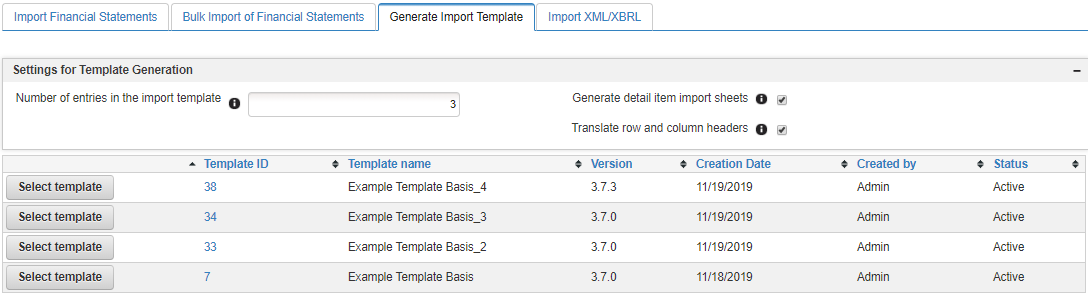 Import Financial Statements Bulk Import of Financial Statements Generate Import Template Import XML/XBRL
Settings for Template Generation
Number of entries in the import template 3 Generate detail item import sheets
Translate row and column headers
Template ID Template name Version Creation Date Created by Status
Select template 38 Example Template Basis_4 3.7.3 11/19/2019 Admin Active
Select template 34 Example Template Basis_3 3.7.0 11/19/2019 Admin Active
Select template 33 Example Template Basis_2 3.7.0 11/19/2019 Admin Active
Select template 7 Example Template Basis 3.7.0 11/18/2019 Admin Active